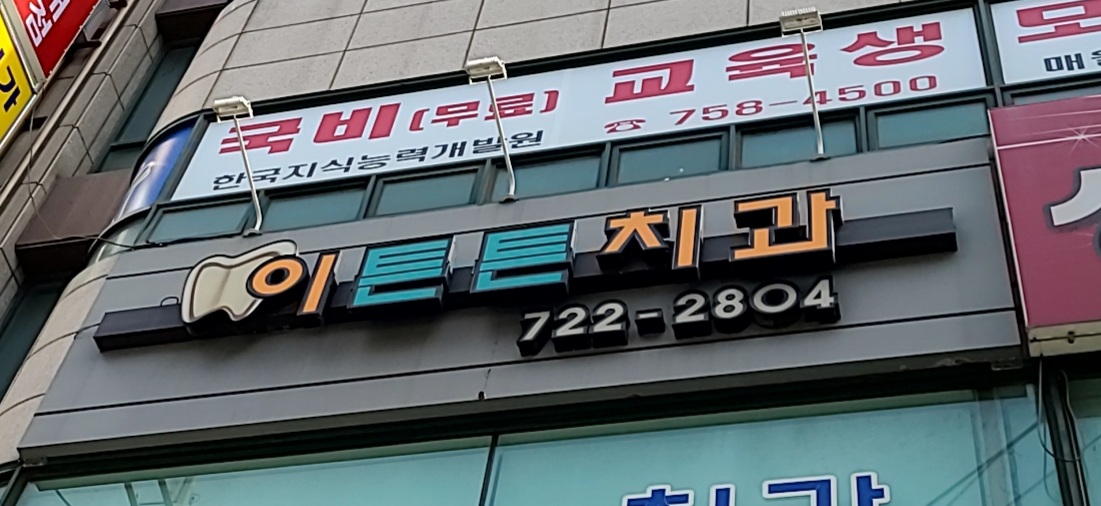 국비(무료) 교육생
한국지식능력개발원 ☎ 758-4500
이튼튼치과
722-2804